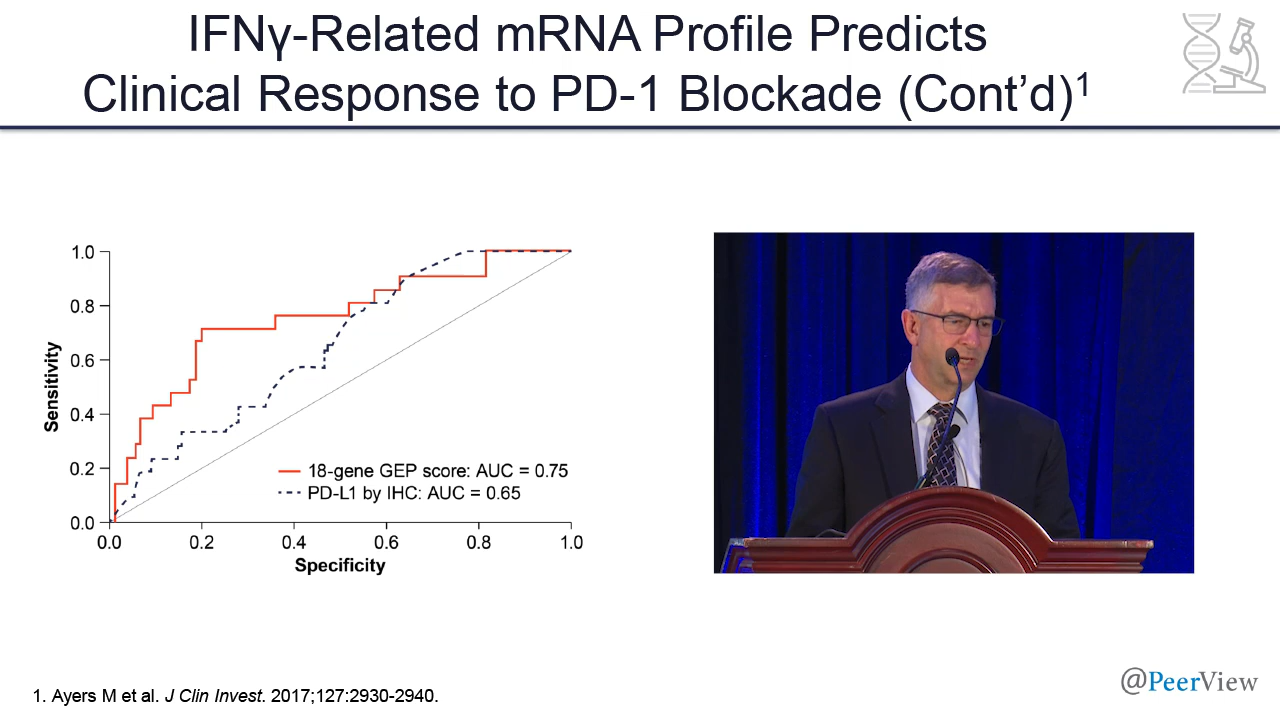 IFNγ-Related mRNA Profile Predicts
Clinical Response to PD-1 Blockade (Cont’d)1
1.0
0.8
0.6
0.4
0.2
0.0
Sensitivity
18-gene GEP score: AUC = 0.75
PD-L1 by IHC: AUC = 0.65
0.0 0.2 0.4 0.6 0.8 1.0
Specificity
1. Ayers M et al. J Clin Invest. 2017;127:2930-2940.
@PeerView